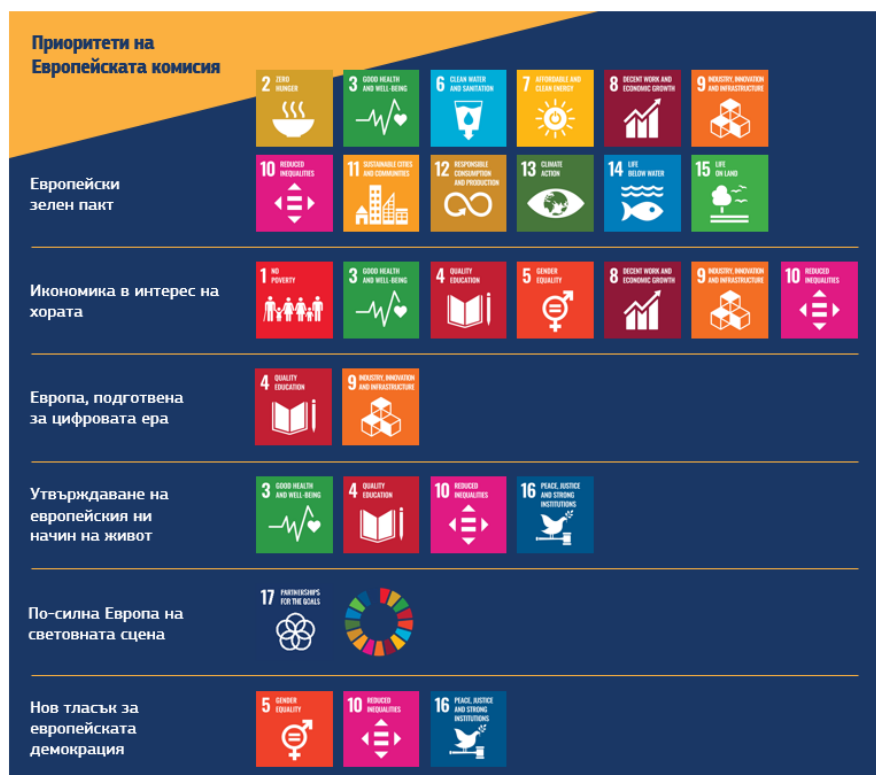 Приоритети на
Европейската комисия
2 ZERO
HUNGER
3 GOOD HEALTH
AND WELL-BEING
6 CLEAN WATER
AND SANITATION
7 AFFORDABLE AND
CLEAN ENERGY
8 DECENT WORK AND
ECONOMIC GROWTH
9 INDUSTRY, INNOVATION
AND INFRASTRUCTURE
Европейски
зелен пакт
10 REDUCED
INEQUALITIES
11 SUSTAINABLE CITIES
AND COMMUNITIES
12 RESPONSIBLE
CONSUMPTION
AND PRODUCTION
13 CLIMATE
ACTION
14 LIFE
BELOW WATER
15 LIFE
ON LAND
Икономика в интерес на
хората
1 NO
POVERTY
3 GOOD HEALTH
AND WELL-BEING
4 QUALITY
EDUCATION
5 GENDER
EQUALITY
8 DECENT WORK AND
ECONOMIC GROWTH
9 INDUSTRY, INNOVATION
AND INFRASTRUCTURE
10 REDUCED
INEQUALITIES
Европа, подготвена
за цифровата ера
4 QUALITY
EDUCATION
9 INDUSTRY, INNOVATION
AND INFRASTRUCTURE
Утвърждаване на
европейския ни
начин на живот
3 GOOD HEALTH
AND WELL-BEING
4 QUALITY
EDUCATION
10 REDUCED
INEQUALITIES
16 PEACE, JUSTICE
AND STRONG
INSTITUTIONS
По-силна Европа на
световната сцена
17 PARTNERSHIPS
FOR THE GOALS
Нов тласък за
европейската
демокрация
5 GENDER
EQUALITY
10 REDUCED
INEQUALITIES
16 PEACE, JUSTICE
AND STRONG
INSTITUTIONS